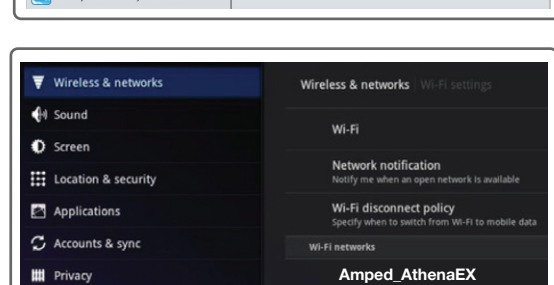 Wireless & networks
Sound
Screen
Location & security
Applications
Accounts & sync
Privacy
Wireless & networks Wi-Fi settings
Wi-Fi
Network notification
Notify me when an open network is available
Wi-Fi disconnect policy
Specify when to switch from Wi-Fi to mobile data
Wi-Fi networks
Amped_AthenaEX